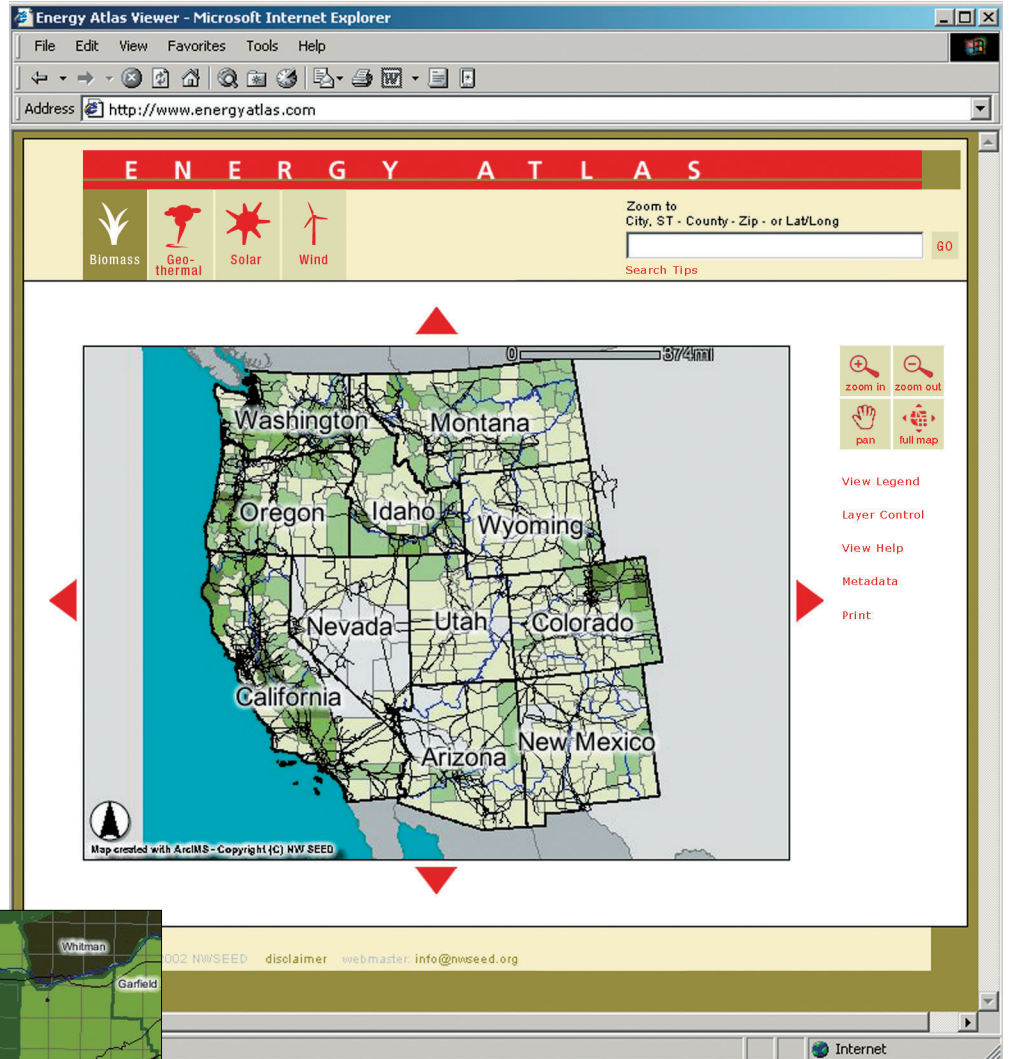 Energy Atlas Viewer - Microsoft Internet Explorer
File Edit View Favorites Tools Help
Address http://www.energyatlas.com
ENERGY ATLAS
Biomass
Geo-
thermal
Solar
Wind
Zoom to
City, ST - County - Zip - or Lat/Long
GO
Search Tips
0 374mi
zoom in zoom out
pan full map
View Legend
Layer Control
View Help
Metadata
Print
Washington
Montana
Oregon
Idaho
Wyoming
Nevada
Utah
Colorado
California
Arizona
New Mexico
Map created with ArcIMS - Copyright (C) NW SEED
Whitman
Garfield
002 NWSEED disclaimer webmaster: info@nwseed.org
Internet